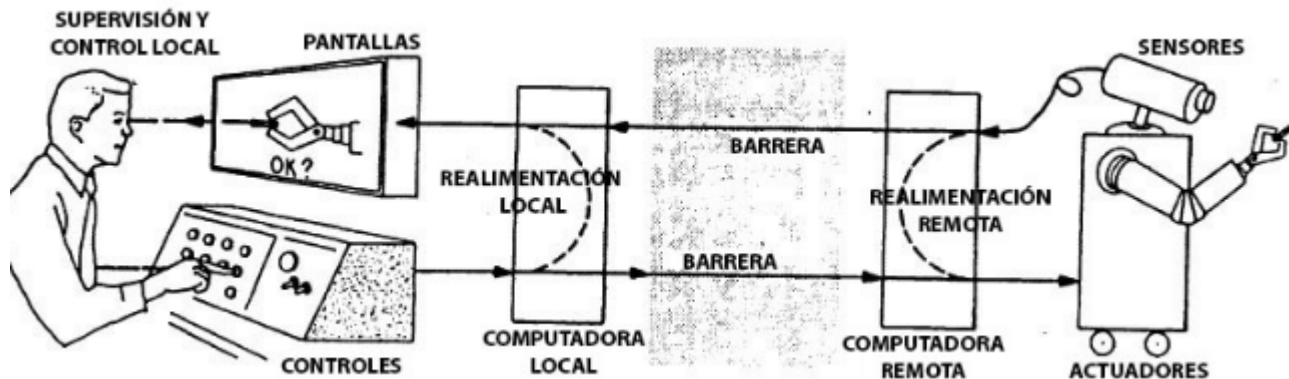 SUPERVISIÓN Y
CONTROL LOCAL
PANTALLAS
SENSORES
OK?
BARRERA
REALIMENTACIÓN
LOCAL
REALIMENTACIÓN
REMOTA
BARRERA
CONTROLES
COMPUTADORA
LOCAL
COMPUTADORA
REMOTA
ACTUADORES